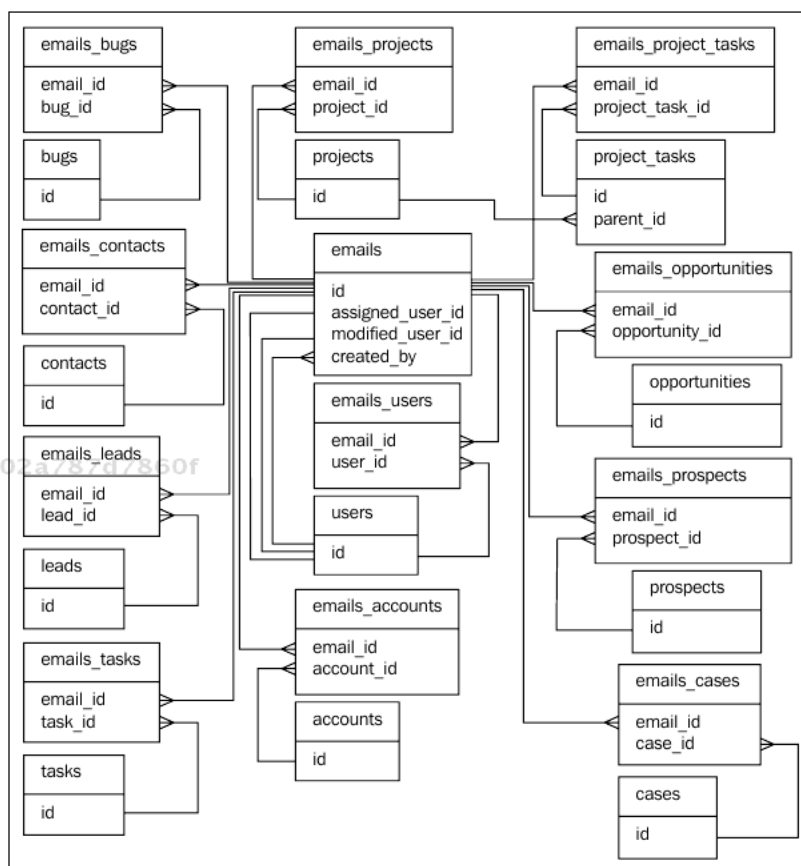 emails_bugs
email_id
bug_id
bugs
id
emails_contacts
email_id
contact_id
contacts
id
emails_leads
02a787d7860f
email_id
lead_id
leads
id
emails_tasks
email_id
task_id
tasks
id
emails_projects
email_id
project_id
projects
id
emails
id
assigned_user_id
modified_user_id
created_by
emails_users
email_id
user_id
users
id
emails_accounts
email_id
account_id
accounts
id
emails_project_tasks
email_id
project_task_id
project_tasks
id
parent_id
emails_opportunities
email_id
opportunity_id
opportunities
id
emails_prospects
email_id
prospect_id
prospects
id
emails_cases
email_id
case_id
cases
id